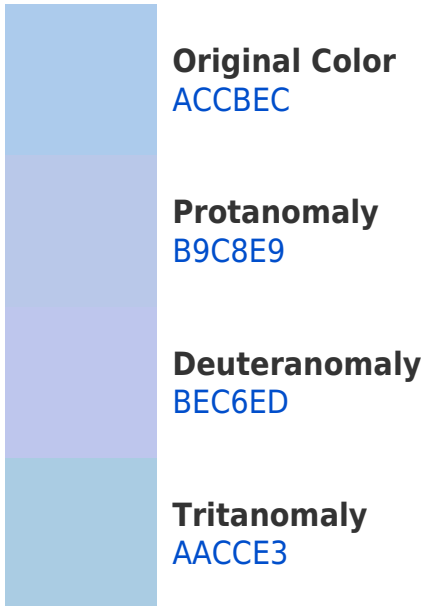 Original Color
ACCBEC
Protanomaly
B9C8E9
Deuteranomaly
BEC6ED
Tritanomaly
AACCE3